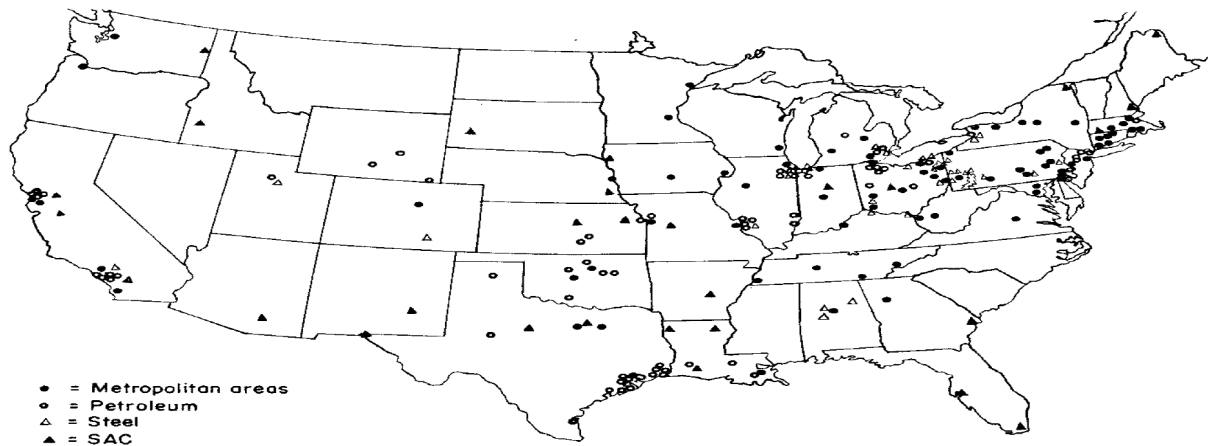 = Metropolitan areas
= Petroleum
= Steel
= SAC